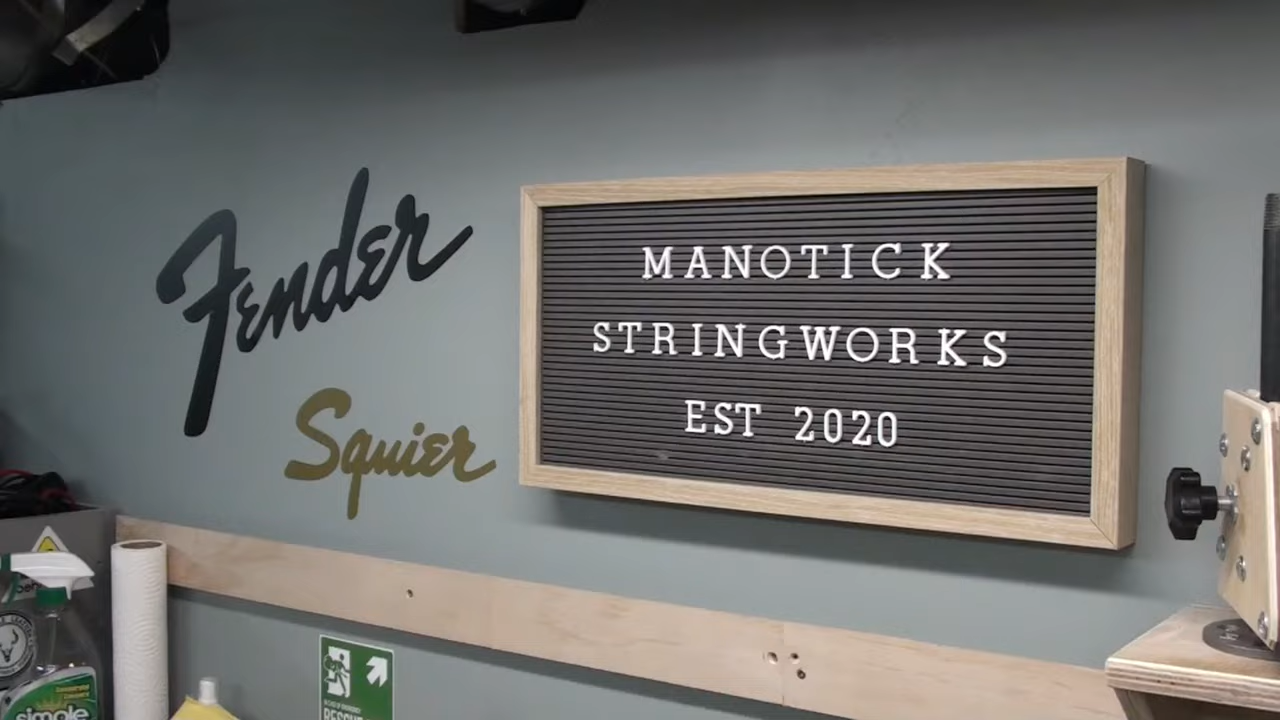 Fender
Squier
MANOTICK
STRINGWORKS
EST 2020
simple